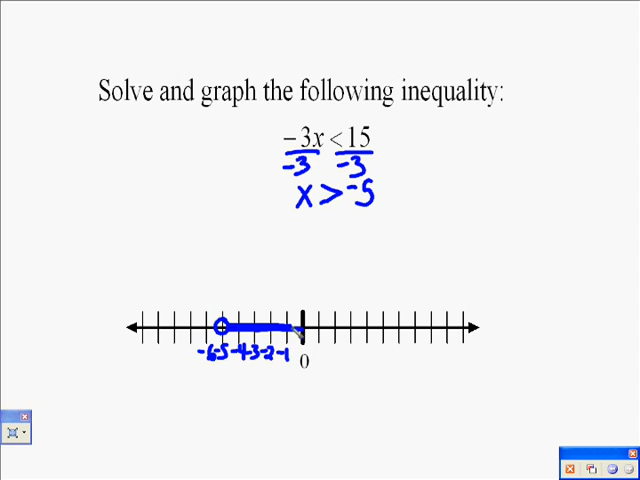 Solve and graph the following inequality:
−3x < 15
-3 -3
x > -5
-6 -5 -4 -3 -2 -1
0